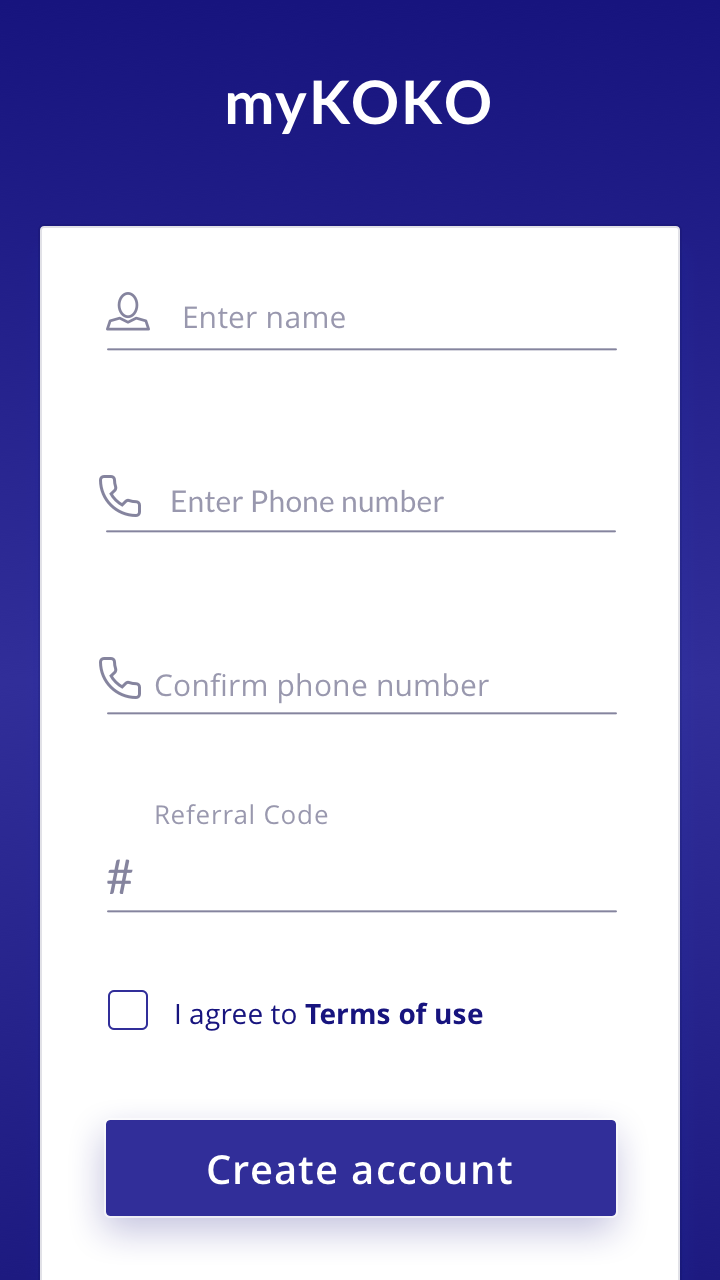 myKOKO
Enter name
Enter Phone number
Confirm phone number
Referral Code
#
I agree to Terms of use
Create account